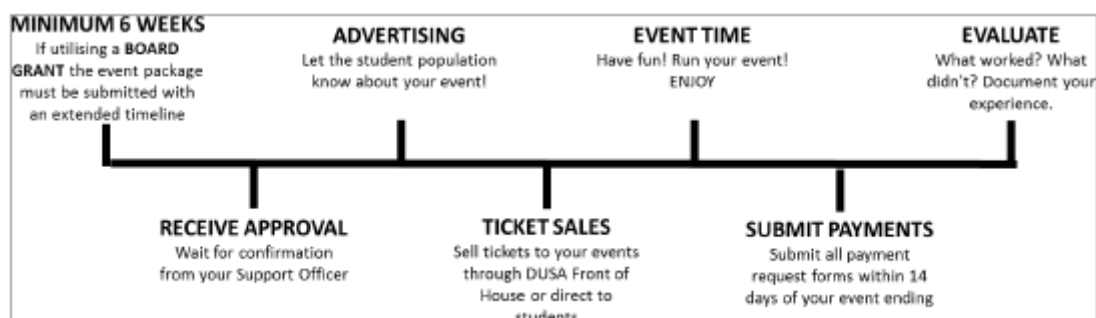 MINIMUM 6 WEEKS
If utilising a BOARD
GRANT the event package
must be submitted with
an extended timeline
RECEIVE APPROVAL
Wait for confirmation
from your Support Officer
ADVERTISING
Let the student population
know about your event!
TICKET SALES
Sell tickets to your events
through DUSA Front of
House or direct to
students
EVENT TIME
Have fun! Run your event!
ENJOY
SUBMIT PAYMENTS
Submit all payment
request forms within 14
days of your event ending
EVALUATE
What worked? What
didn't? Document your
experience.